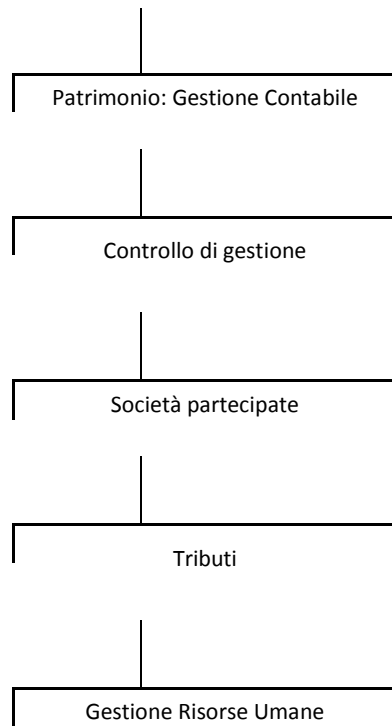 Patrimonio: Gestione Contabile
Controllo di gestione
Società partecipate
Tributi
Gestione Risorse Umane